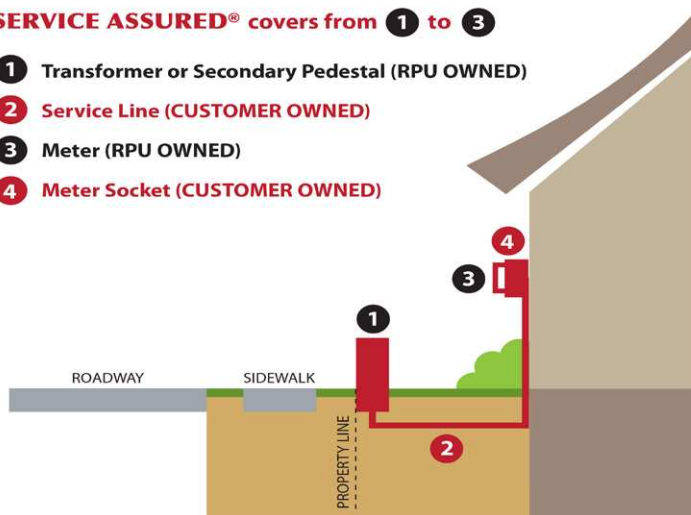 SERVICE ASSURED® covers from 1 to 3
1 Transformer or Secondary Pedestal (RPU OWNED)
2 Service Line (CUSTOMER OWNED)
3 Meter (RPU OWNED)
4 Meter Socket (CUSTOMER OWNED)
4
3
1
ROADWAY SIDEWALK
PROPERTY LINE
2